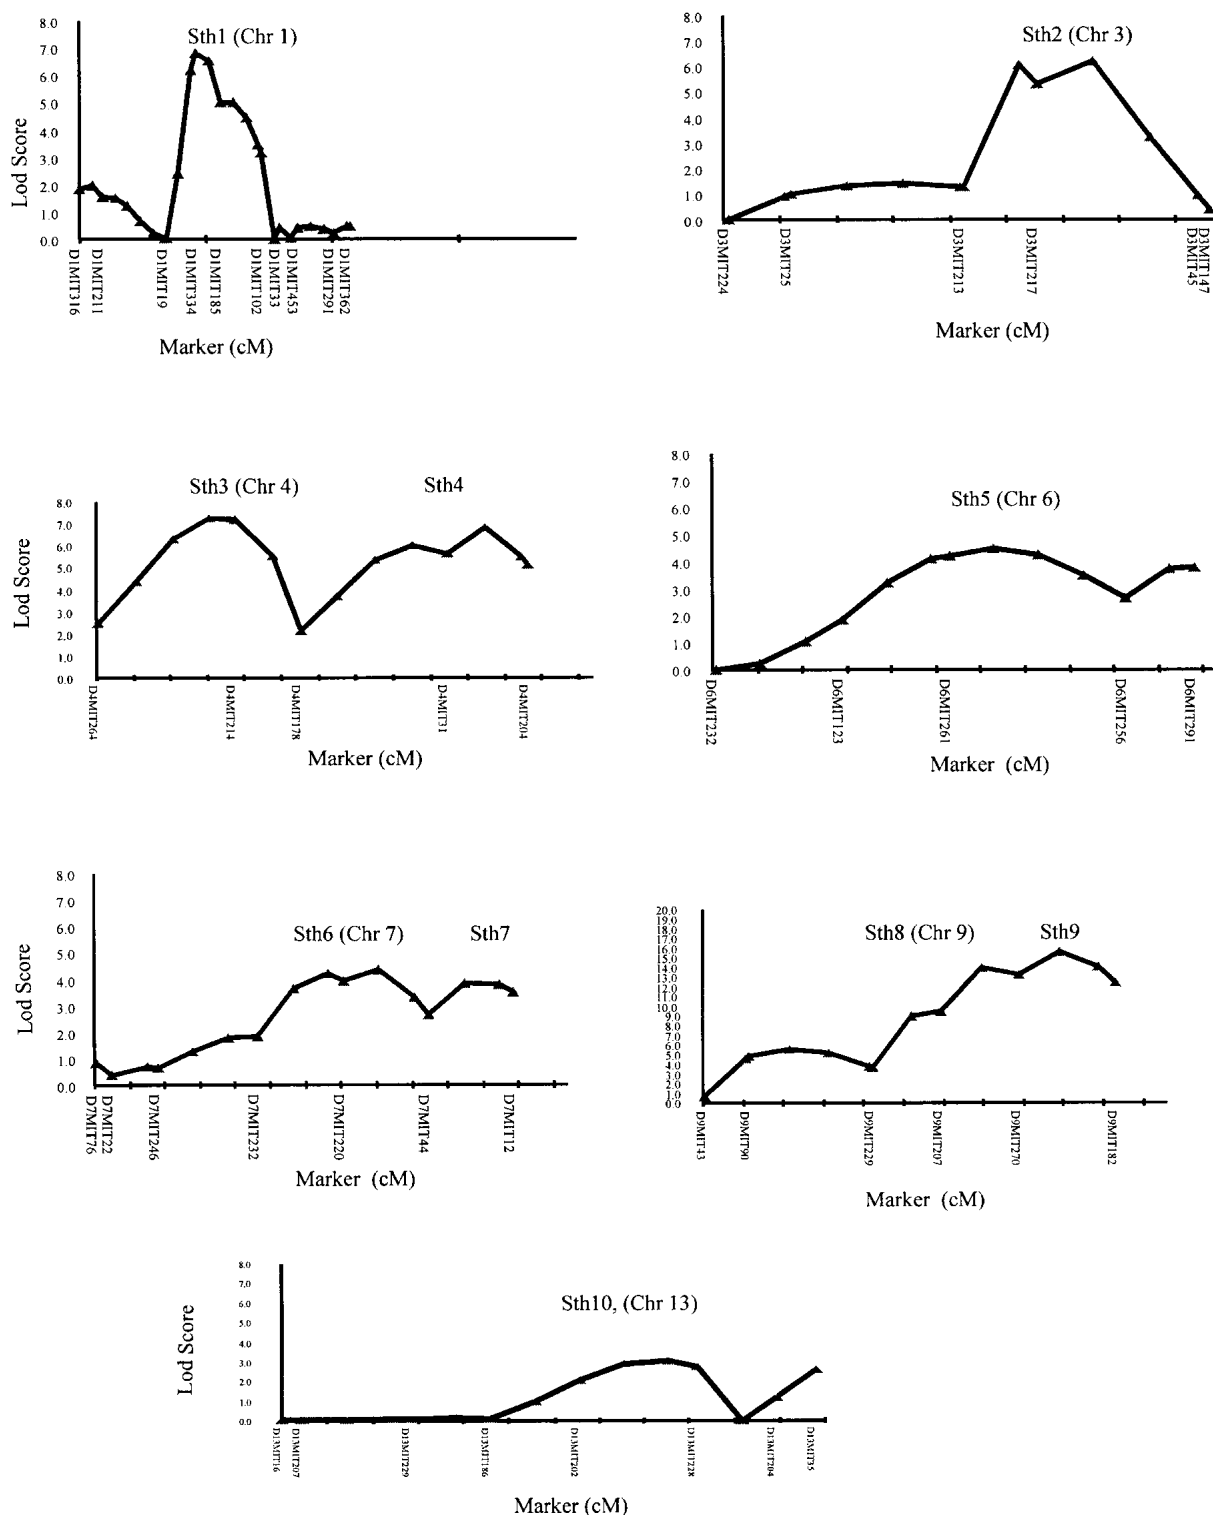 Sth1 (Chr 1)
Lod Score
8.0
7.0
6.0
5.0
4.0
3.0
2.0
1.0
0.0
D1MIT316
D1MIT211
D1MIT19
D1MIT334
D1MIT185
D1MIT102
D1MIT33
D1MIT453
D1MIT291
D1MIT362
Marker (cM)
Sth2 (Chr 3)
8.0
7.0
6.0
5.0
4.0
3.0
2.0
1.0
0.0
D3MIT224
D3MIT25
D3MIT213
D3MIT217
D3MIT45
D3MIT147
Marker (cM)
Sth3 (Chr 4)
Sth4
Lod Score
8.0
7.0
6.0
5.0
4.0
3.0
2.0
1.0
0.0
D4MIT264
D4MIT214
D4MIT178
D4MIT31
D4MIT204
Marker (cM)
Sth5 (Chr 6)
8.0
7.0
6.0
5.0
4.0
3.0
2.0
1.0
0.0
D6MIT232
D6MIT123
D6MIT261
D6MIT256
D6MIT291
Marker (cM)
Sth6 (Chr 7)
Sth7
Lod Score
8.0
7.0
6.0
5.0
4.0
3.0
2.0
1.0
0.0
D7MIT76
D7MIT22
D7MIT246
D7MIT232
D7MIT220
D7MIT44
D7MIT12
Marker (cM)
Sth8 (Chr 9)
Sth9
20.0
19.0
18.0
17.0
16.0
15.0
14.0
13.0
12.0
11.0
10.0
9.0
8.0
7.0
6.0
5.0
4.0
3.0
2.0
1.0
0.0
D9MIT43
D9MIT90
D9MIT229
D9MIT207
D9MIT270
D9MIT182
Marker (cM)
Sth10, (Chr 13)
Lod Score
8.0
7.0
6.0
5.0
4.0
3.0
2.0
1.0
0.0
D13MIT16
D13MIT207
D13MIT229
D13MIT186
D13MIT202
D13MIT228
D13MIT204
D13MIT35
Marker (cM)